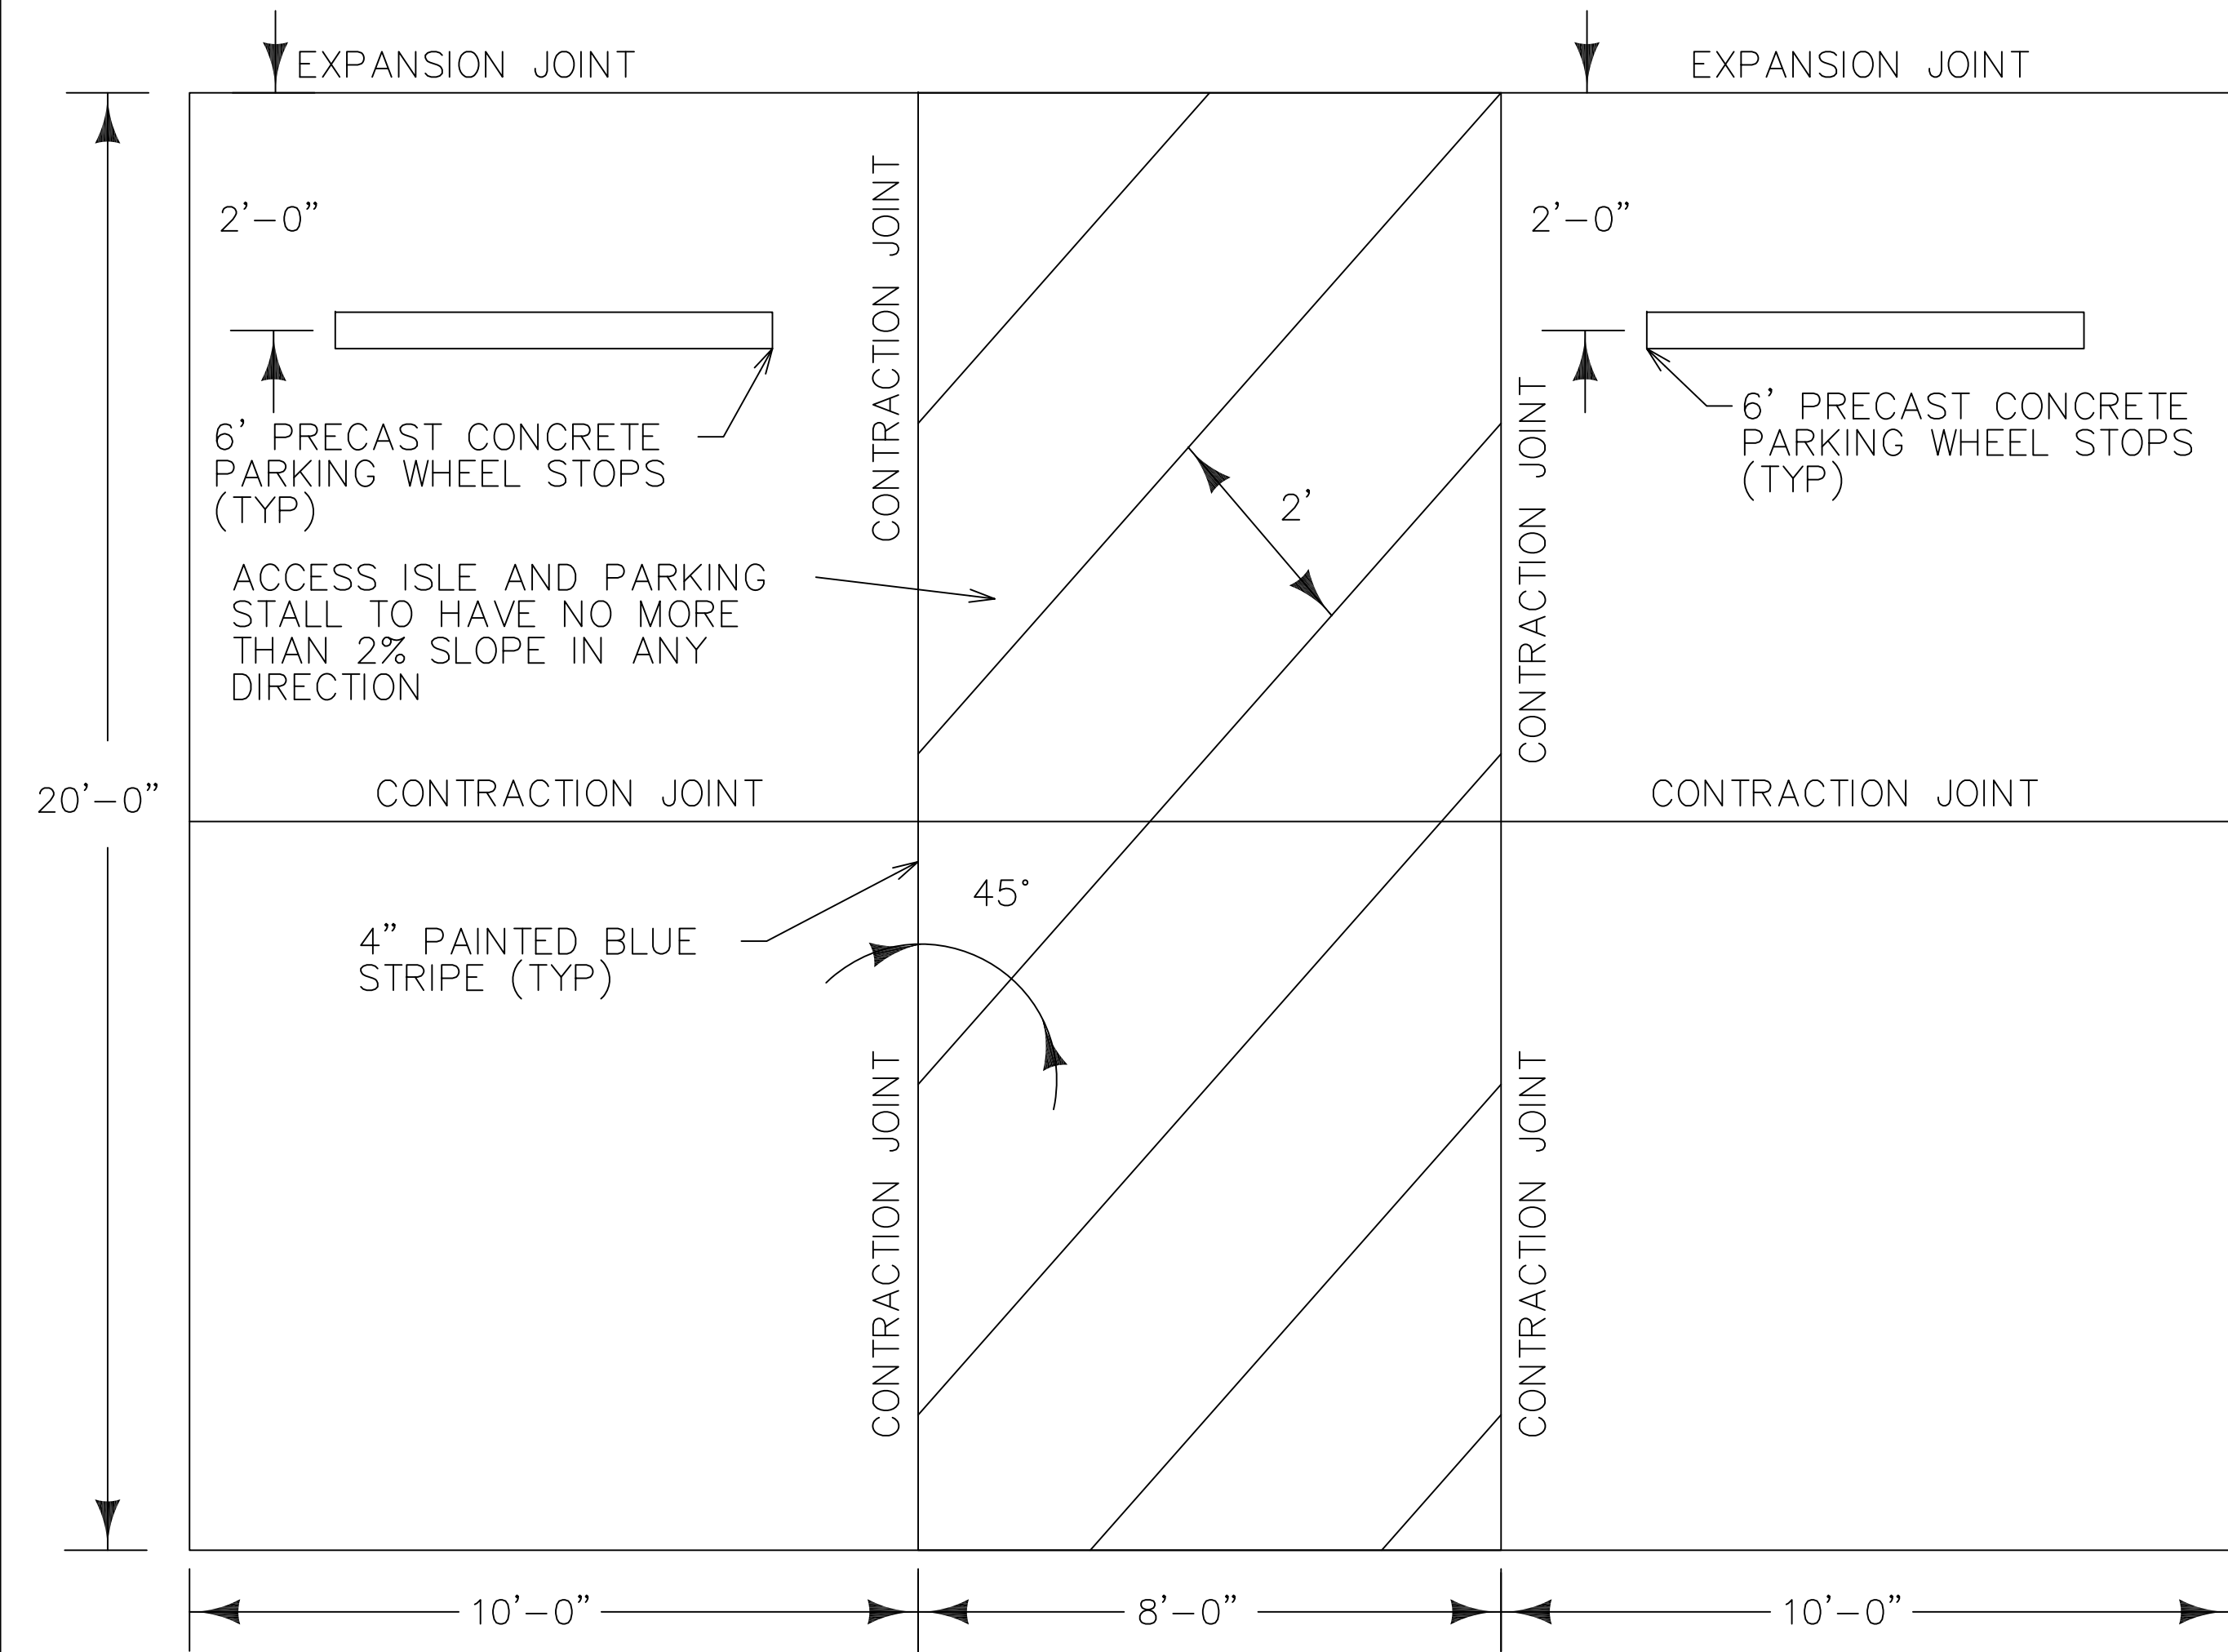 EXPANSION JOINT
EXPANSION JOINT
2'-0"
CONTRACTION JOINT
2'-0"
6' PRECAST CONCRETE
PARKING WHEEL STOPS
(TYP)
6' PRECAST CONCRETE
PARKING WHEEL STOPS
(TYP)
CONTRACTION JOINT
2'
ACCESS ISLE AND PARKING
STALL TO HAVE NO MORE
THAN 2% SLOPE IN ANY
DIRECTION
20'-0"
CONTRACTION JOINT
CONTRACTION JOINT
45°
4" PAINTED BLUE
STRIPE (TYP)
CONTRACTION JOINT
CONTRACTION JOINT
10'-0"
8'-0"
10'-0"